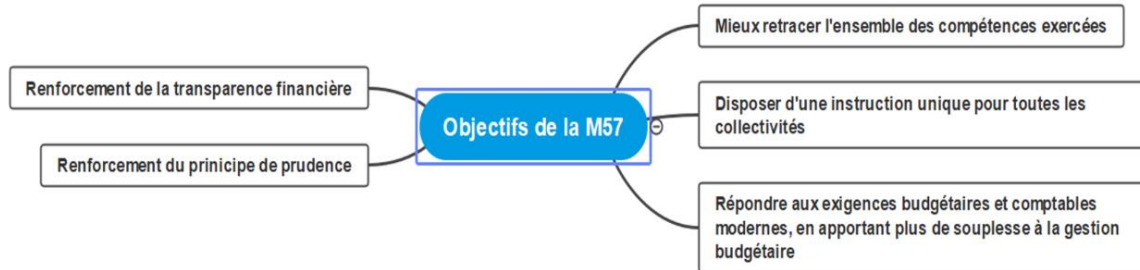 Renforcement de la transparence financière
Renforcement du prinicipe de prudence
Objectifs de la M57
Mieux retracer l'ensemble des compétences exercées
Disposer d'une instruction unique pour toutes les
collectivités
Répondre aux exigences budgétaires et comptables
modernes, en apportant plus de souplesse à la gestion
budgétaire